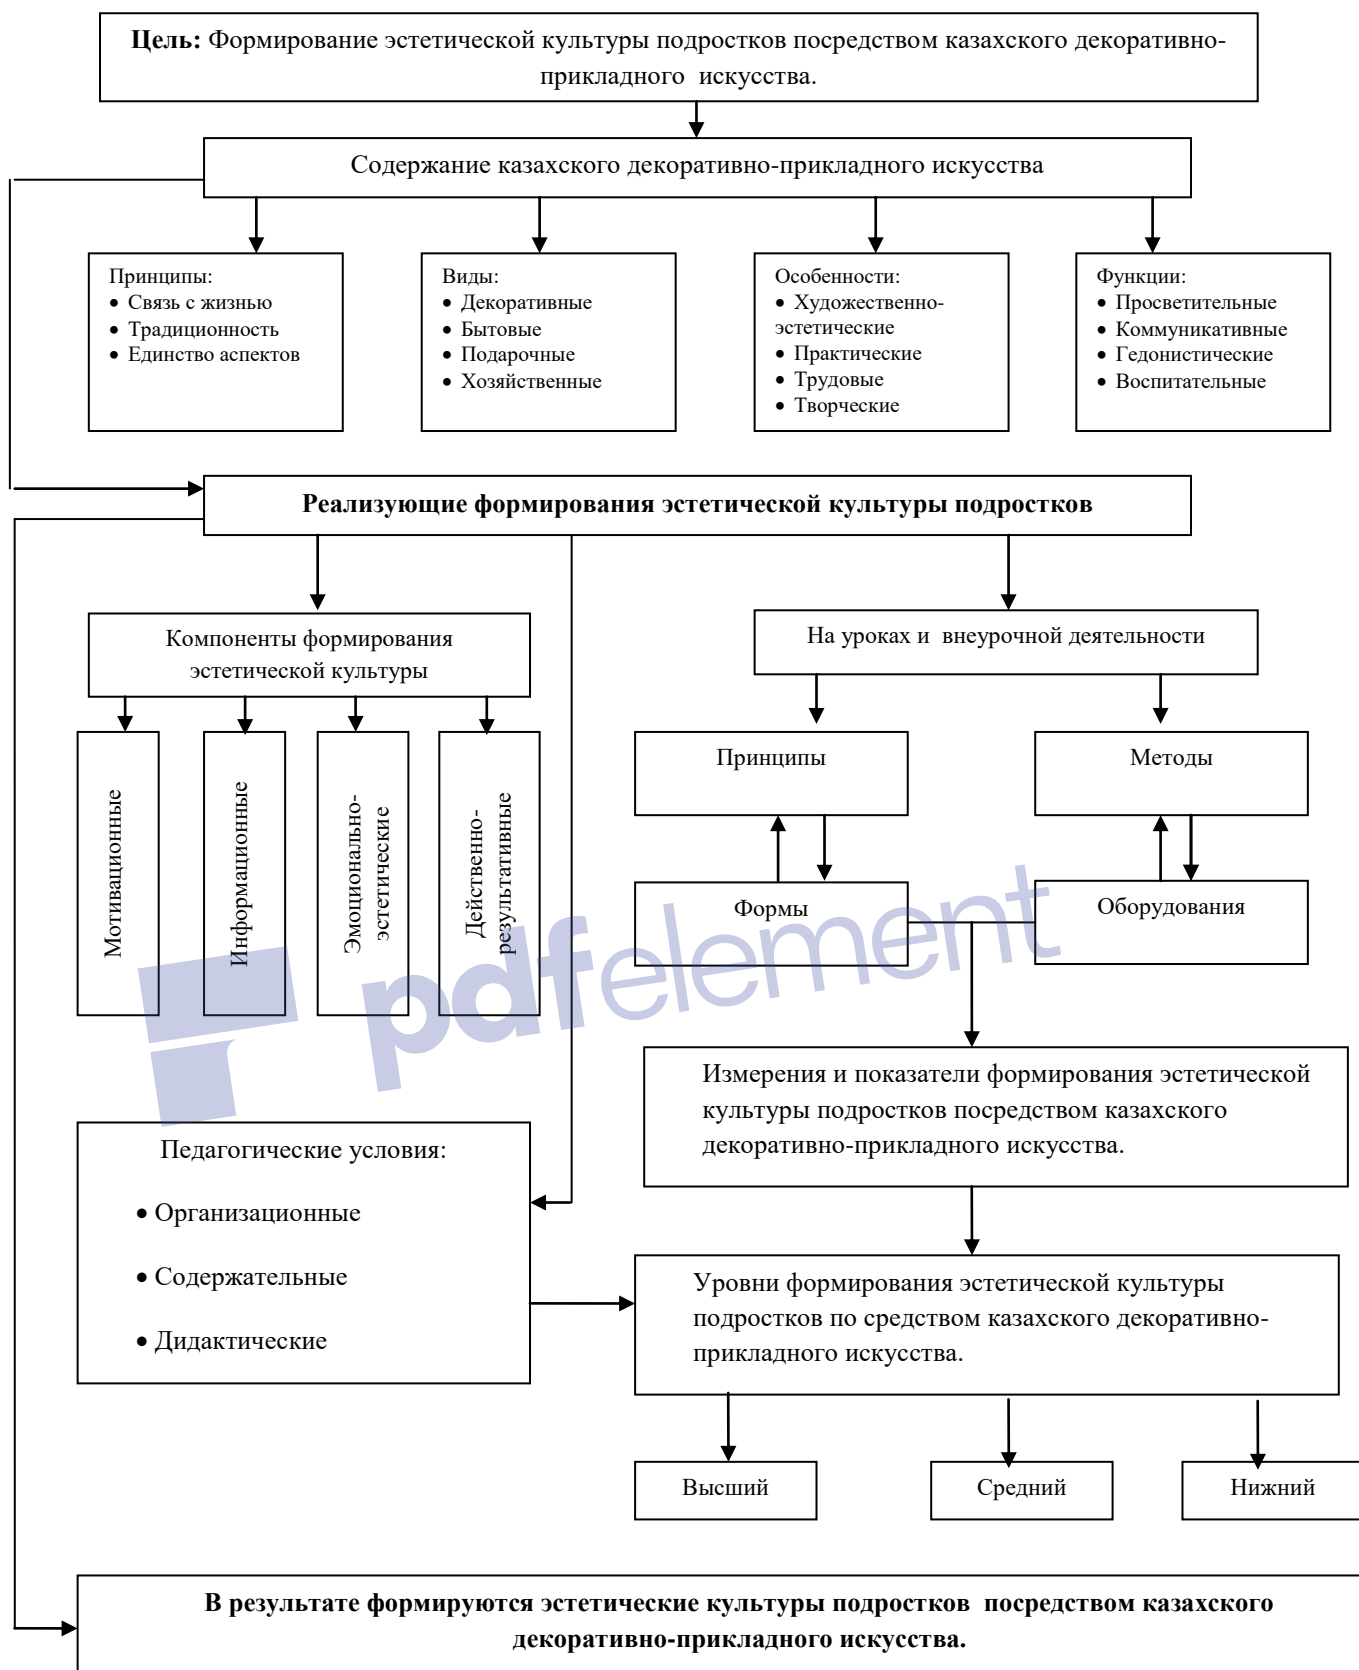 Цель: Формирование эстетической культуры подростков посредством казахского декоративно-
прикладного искусства.
Содержание казахского декоративно-прикладного искусства
Принципы:
• Связь с жизнью
• Традиционность
• Единство аспектов
Виды:
• Декоративные
• Бытовые
• Подарочные
• Хозяйственные
Особенности:
• Художественно-
эстетические
• Практические
• Трудовые
• Творческие
Функции:
• Просветительные
• Коммуникативные
• Гедонистические
• Воспитательные
Реализующие формирования эстетической культуры подростков
Компоненты формирования
эстетической культуры
На уроках и внеурочной деятельности
Мотивационные
Информационные
Эмоционально-
эстетические
Действенно-
результативные
Принципы
Методы
Формы
Оборудования
pdfelement
Измерения и показатели формирования эстетической
культуры подростков посредством казахского
декоративно-прикладного искусства.
Педагогические условия:
• Организационные
• Содержательные
• Дидактические
Уровни формирования эстетической культуры
подростков по средством казахского декоративно-
прикладного искусства.
Высший
Средний
Нижний
В результате формируются эстетические культуры подростков посредством казахского
декоративно-прикладного искусства.